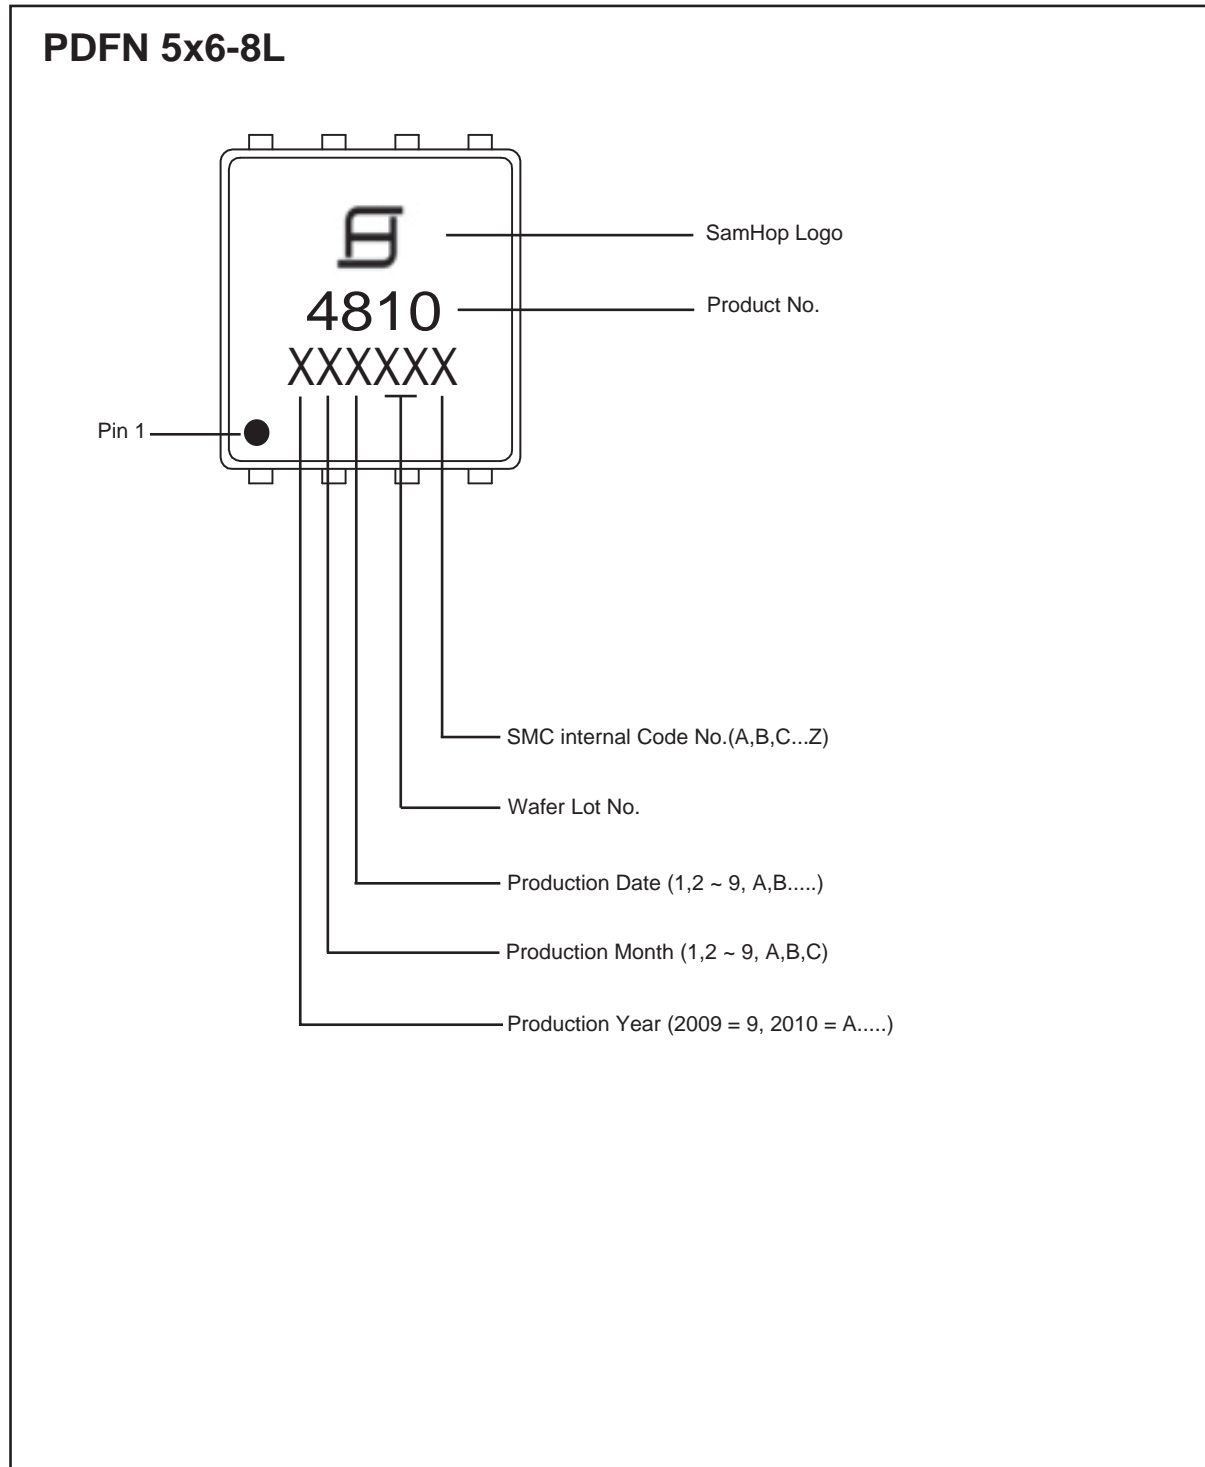 PDFN 5x6-8L
SamHop Logo
4810
Product No.
XXXXXX
Pin 1
SMC internal Code No.(A,B,C...Z)
Wafer Lot No.
Production Date (1,2 ~ 9, A,B.....)
Production Month (1,2 ~ 9, A,B,C)
Production Year (2009 = 9, 2010 = A.....)